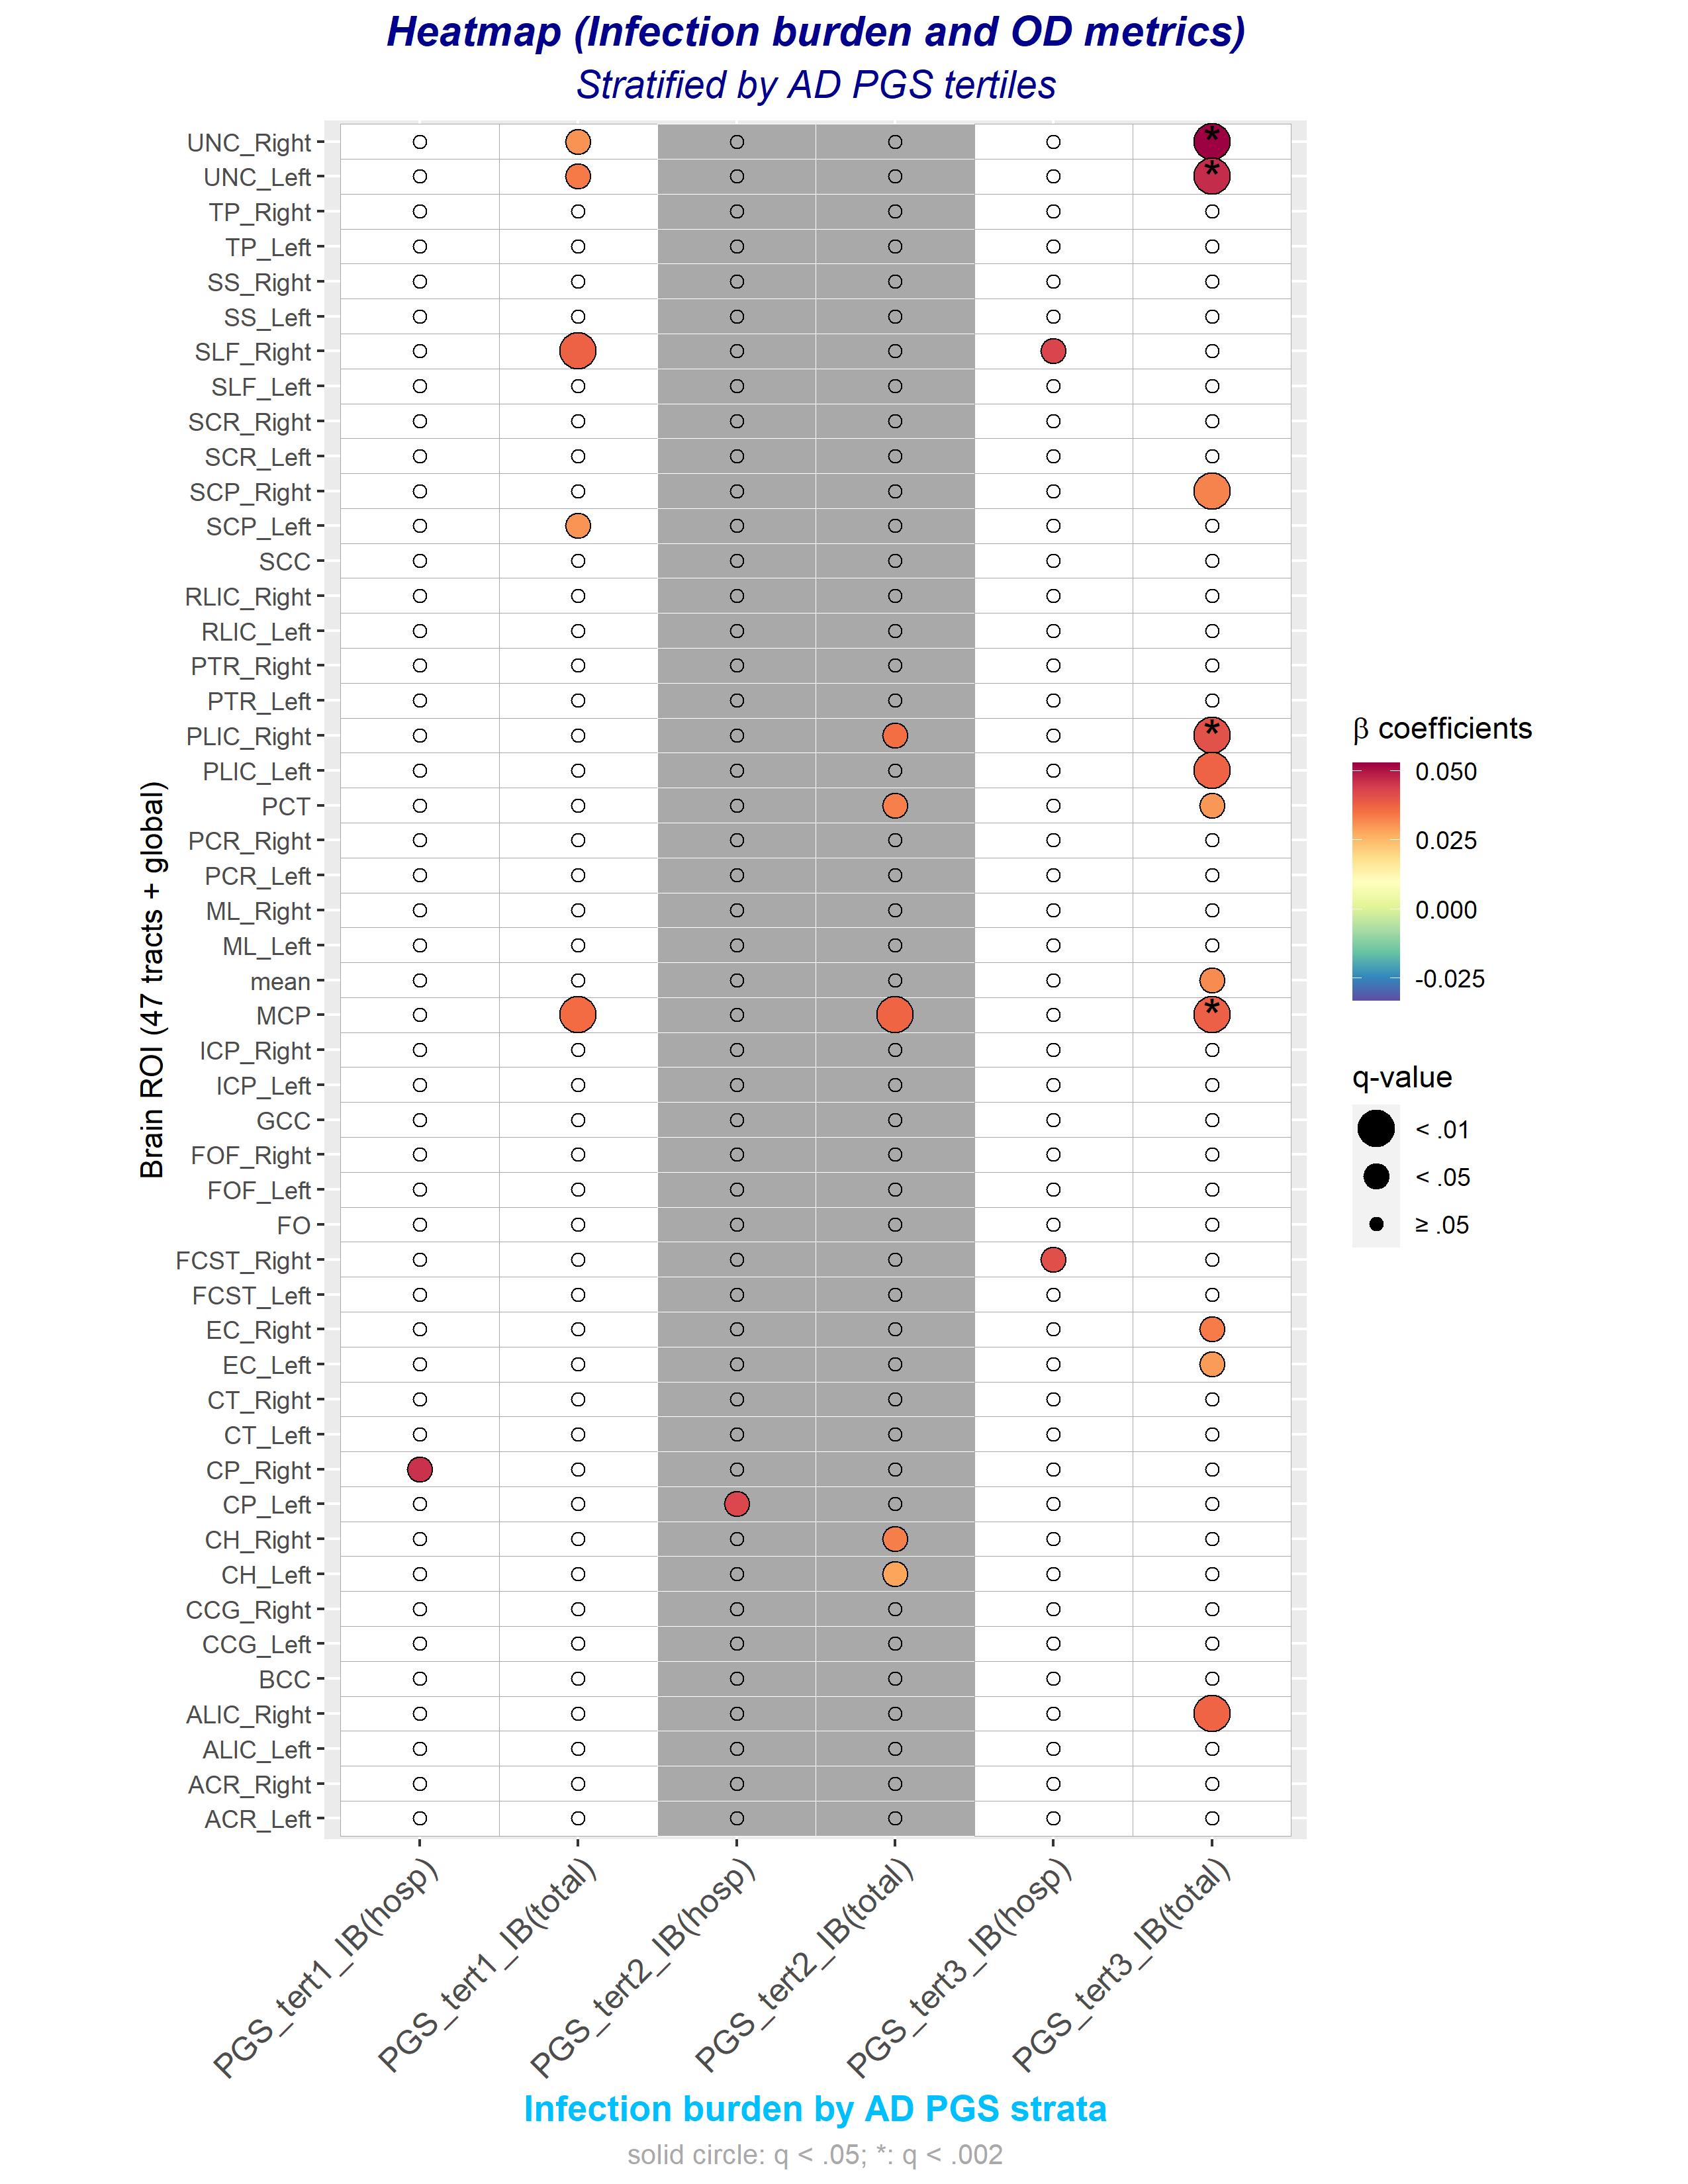 Heatmap (Infection burden and OD metrics)
Stratified by AD PGS tertiles
Brain ROI (47 tracts + global)
UNC_Right
UNC_Left
TP_Right
TP_Left
SS_Right
SS_Left
SLF_Right
SLF_Left
SCR_Right
SCR_Left
SCP_Right
SCP_Left
SCC
RLIC_Right
RLIC_Left
PTR_Right
PTR_Left
PLIC_Right
PLIC_Left
PCT
PCR_Right
PCR_Left
ML_Right
ML_Left
mean
MCP
ICP_Right
ICP_Left
GCC
FOF_Right
FOF_Left
FO
FCST_Right
FCST_Left
EC_Right
EC_Left
CT_Right
CT_Left
CP_Right
CP_Left
CH_Right
CH_Left
CCG_Right
CCG_Left
BCC
ALIC_Right
ALIC_Left
ACR_Right
ACR_Left
*
*
*
*
PGS_tert1_IB(hosp)
PGS_tert1_IB(total)
PGS_tert2_IB(hosp)
PGS_tert2_IB(total)
PGS_tert3_IB(hosp)
PGS_tert3_IB(total)
Infection burden by AD PGS strata
solid circle: q < .05; *: q < .002
β coefficients
0.050
0.025
0.000
-0.025
q-value
< .01
< .05
≥ .05